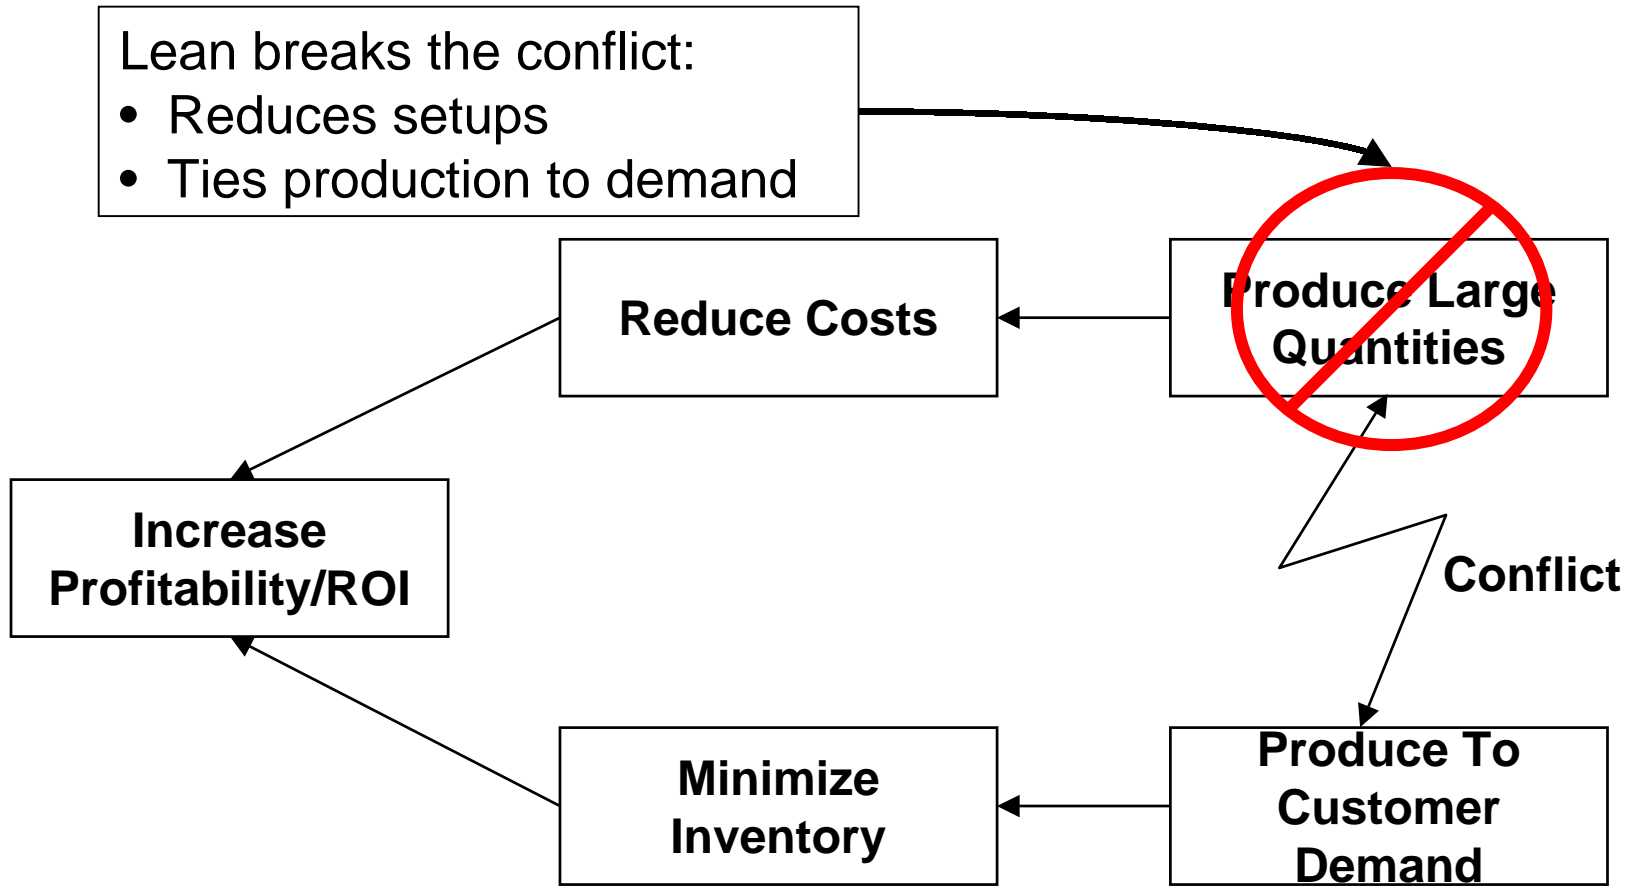 Lean breaks the conflict:
• Reduces setups
• Ties production to demand
Reduce Costs
Produce Large
Quantities
Increase
Profitability/ROI
Conflict
Minimize
Inventory
Produce To
Customer
Demand